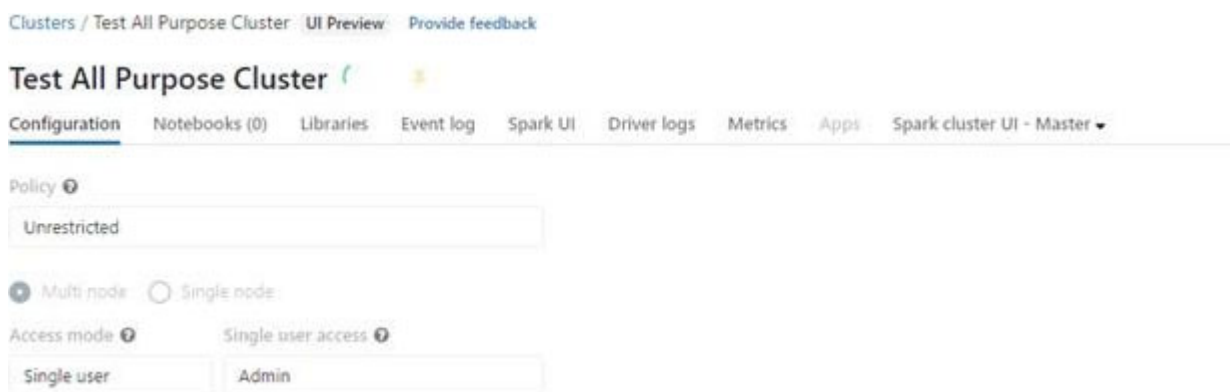 Clusters / Test All Purpose Cluster UI Preview Provide feedback
Test All Purpose Cluster
Configuration Notebooks (0) Libraries Event log Spark UI Driver logs Metrics Apps Spark cluster UI - Master
Policy
Unrestricted
Multi node Single node
Access mode Single user access
Single user Admin